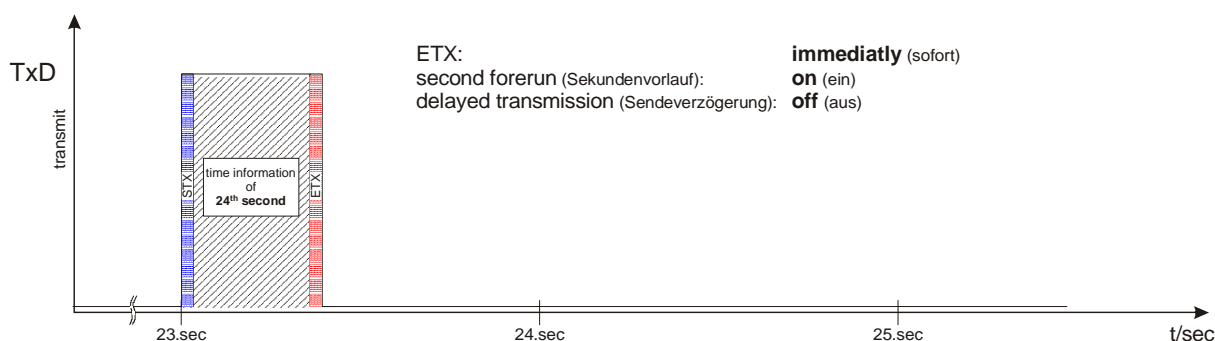 TxD
transmit
ETX: immediatly (sofort)
second forerun (Sekundenvorlauf): on (ein)
delayed transmission (Sendeverzögerung): off (aus)
STX
time information
of
24th second
ETX
23.sec
24.sec
25.sec
t/sec